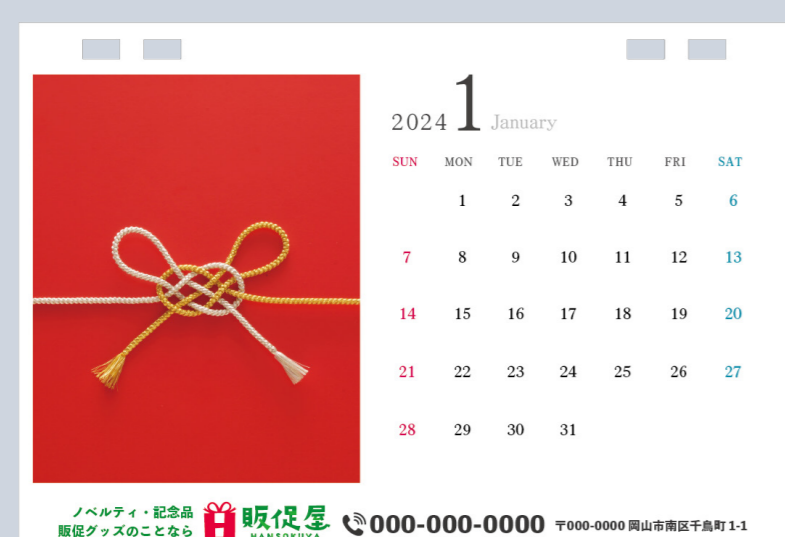 2024 1 January
SUN MON TUE WED THU FRI SAT
1 2 3 4 5 6
7 8 9 10 11 12 13
14 15 16 17 18 19 20
21 22 23 24 25 26 27
28 29 30 31
ノベルティ・記念品
販促グッズのことなら
販促屋
HANSOKUYA
000-000-0000
〒000-0000 岡山市南区千鳥町1-1